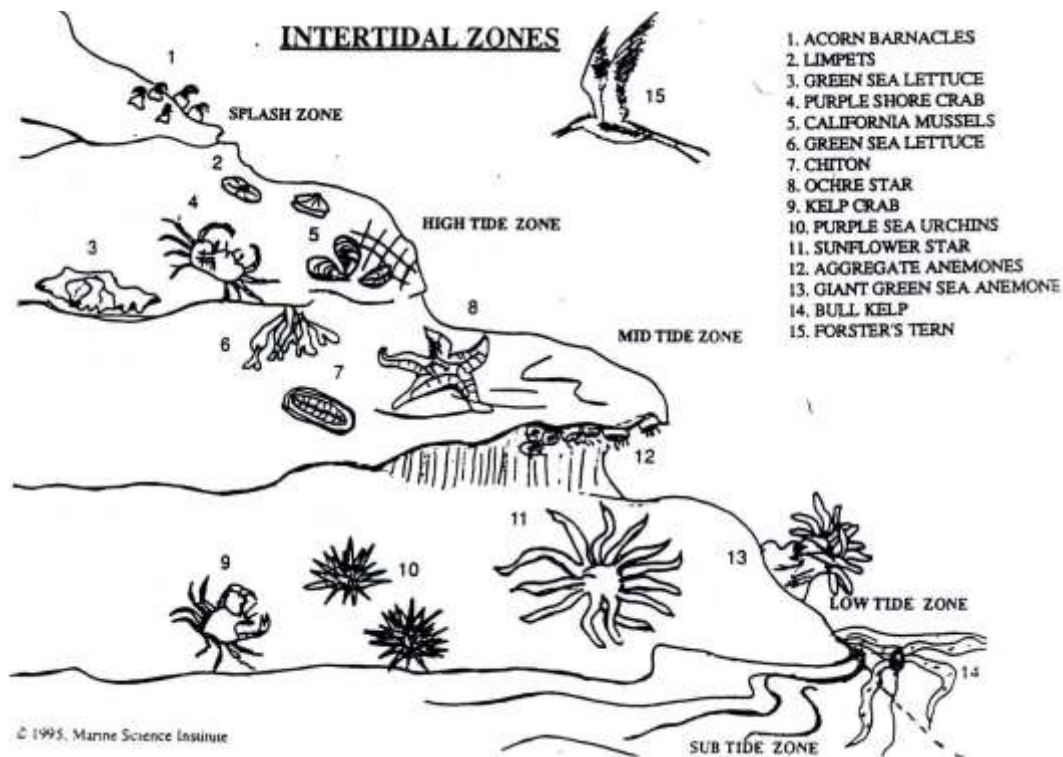 INTERTIDAL ZONES
1. ACORN BARNACLES
2. LIMPETS
3. GREEN SEA LETTUCE
4. PURPLE SHORE CRAB
5. CALIFORNIA MUSSELS
6. GREEN SEA LETTUCE
7. CHITON
8. OCHRE STAR
9. KELP CRAB
10. PURPLE SEA URCHINS
11. SUNFLOWER STAR
12. AGGREGATE ANEMONES
13. GIANT GREEN SEA ANEMONE
14. BULL KELP
15. FORSTER'S TERN
1
15
SPLASH ZONE
2
4
HIGH TIDE ZONE
5
3
8
MID TIDE ZONE
6
7
12
11
13
9
10
LOW TIDE ZONE
14
SUB TIDE ZONE
© 1995, Marine Science Institute